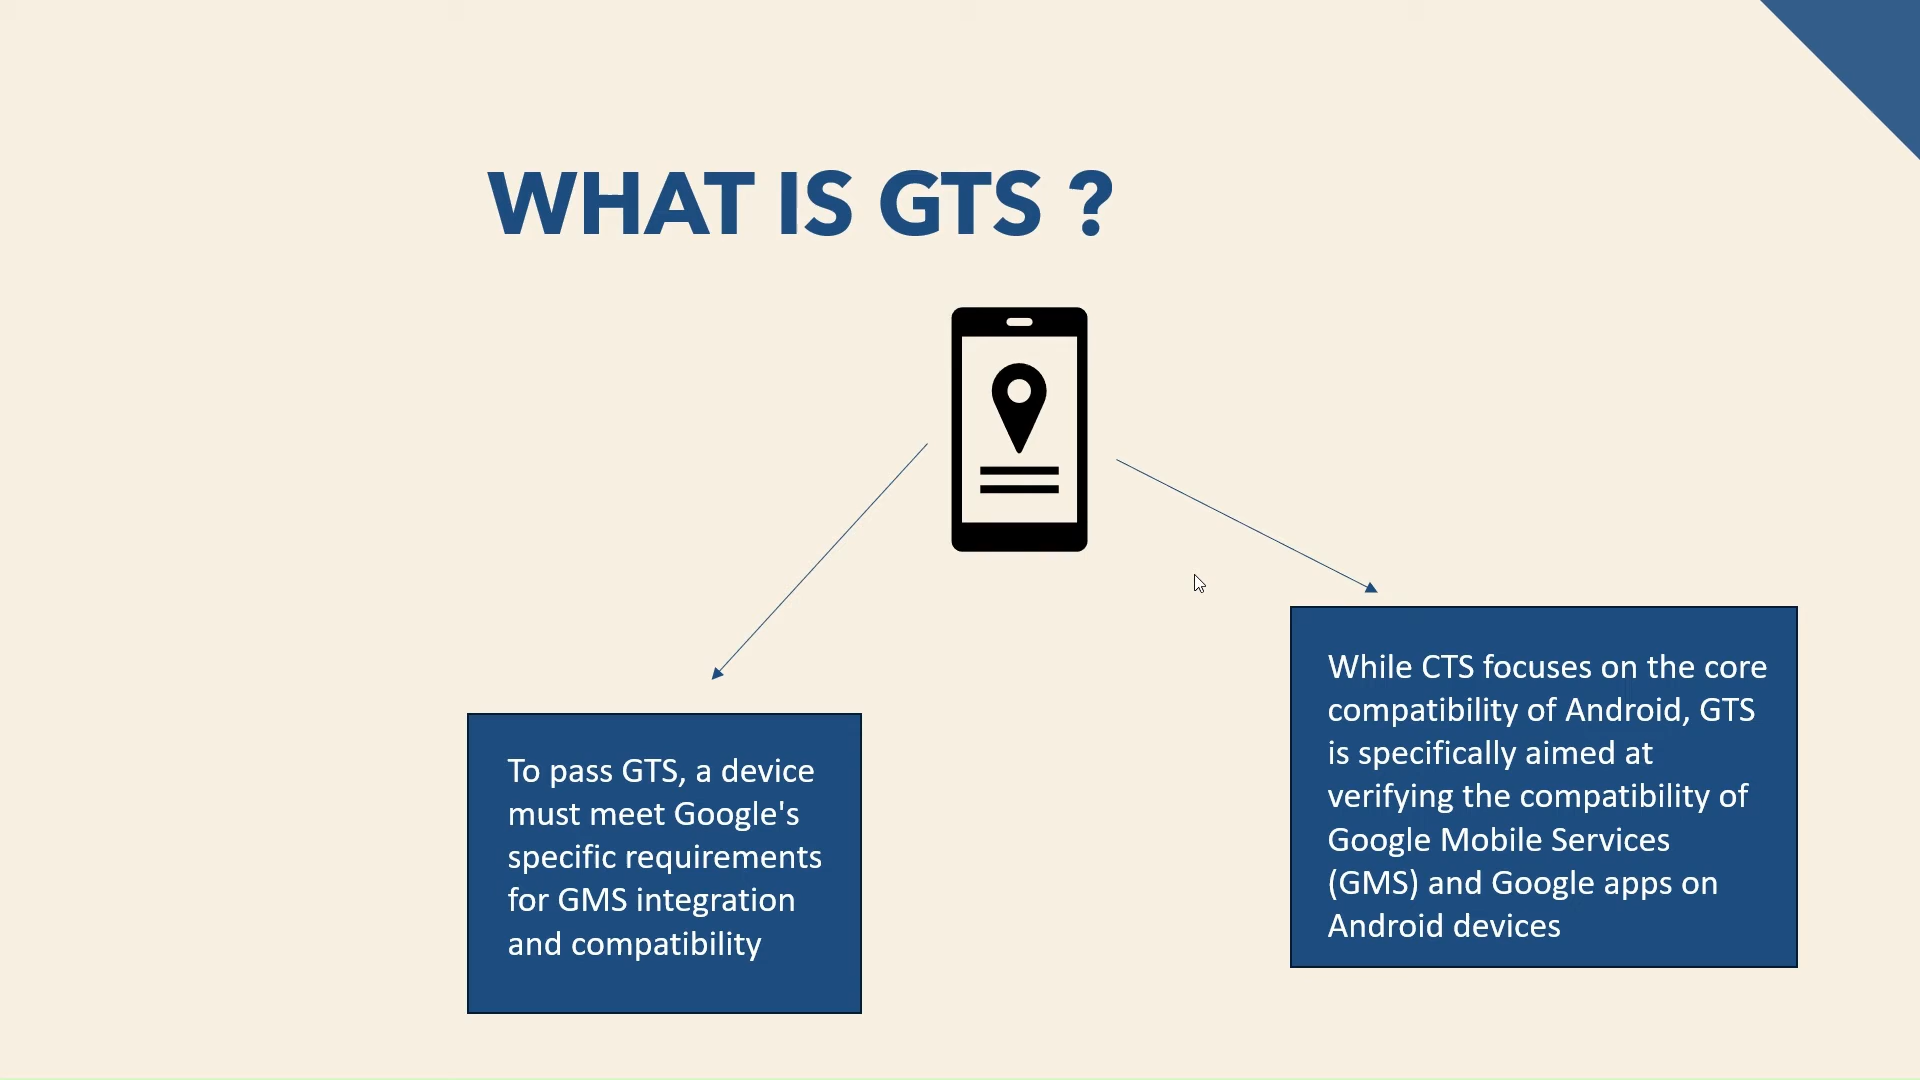 WHAT IS GTS ?
To pass GTS, a device
must meet Google's
specific requirements
for GMS integration
and compatibility
While CTS focuses on the core
compatibility of Android, GTS
is specifically aimed at
verifying the compatibility of
Google Mobile Services
(GMS) and Google apps on
Android devices